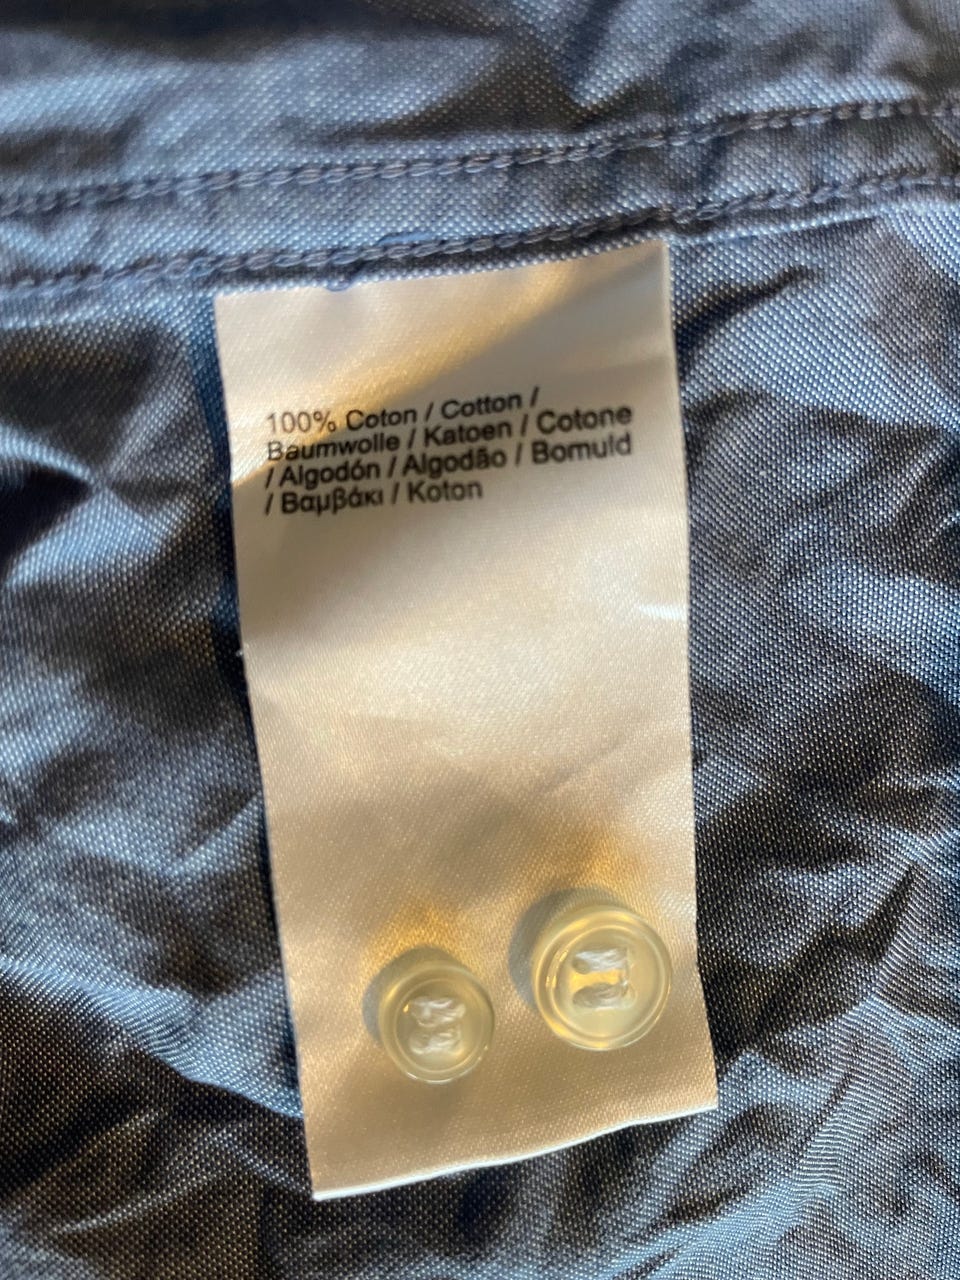 100% Coton / Cotton /
Baumwolle / Katoen / Cotone
/ Algodón / Algodão / Bomuld
/ Βαμβάκι / Koton